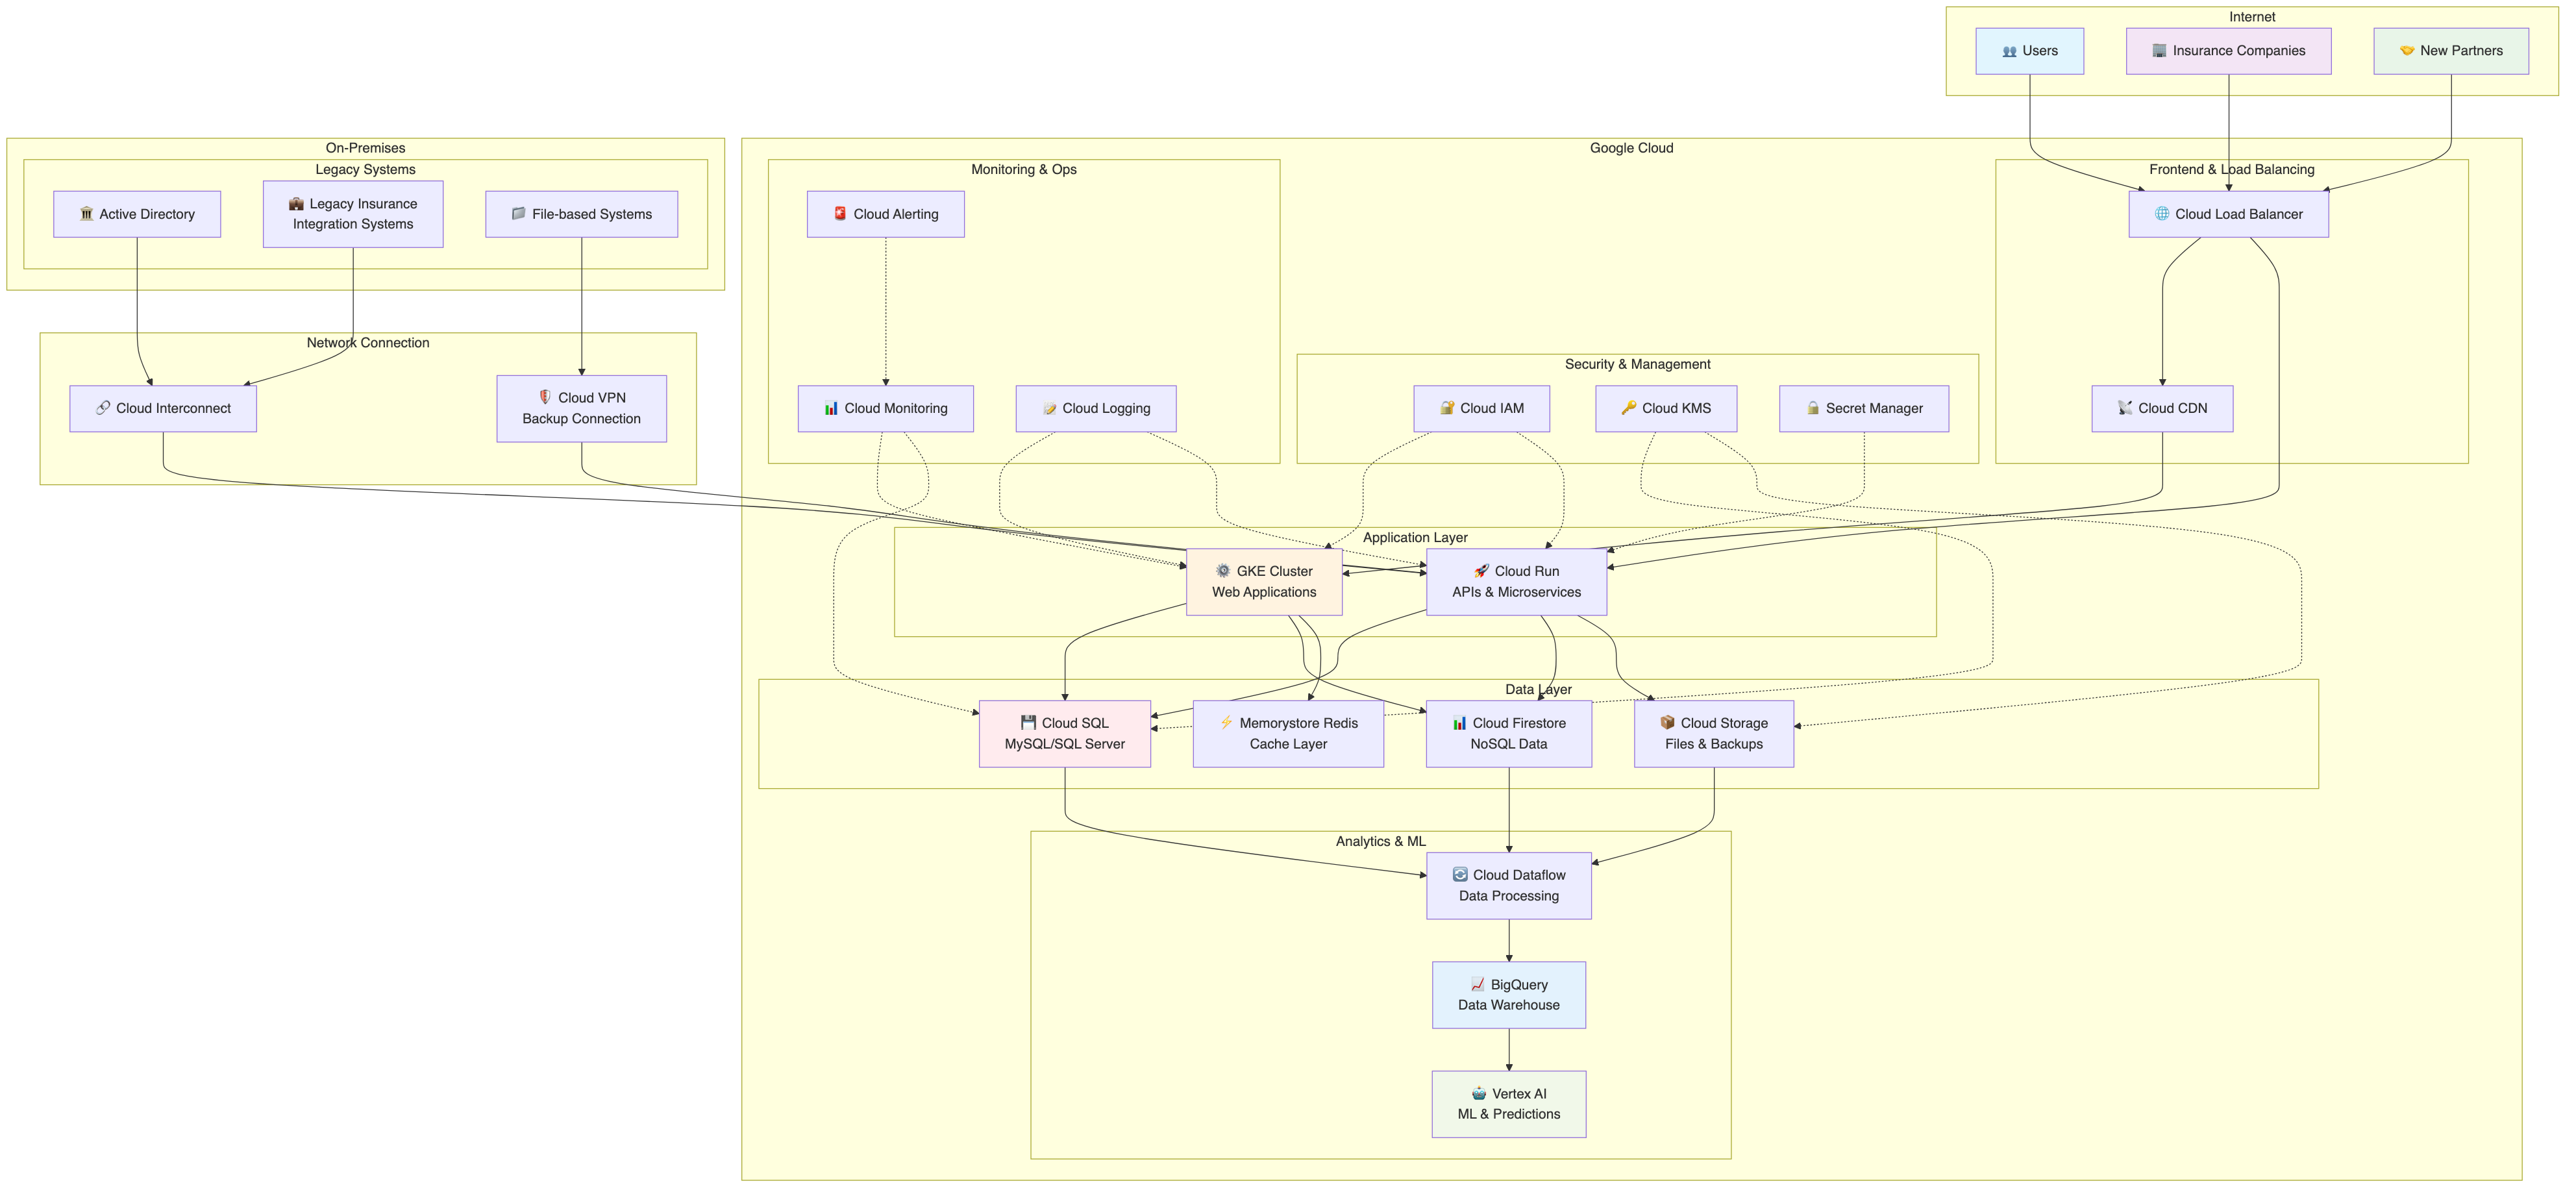 Internet
Users
Insurance Companies
New Partners
On-Premises
Legacy Systems
Active Directory
Legacy Insurance
Integration Systems
File-based Systems
Network Connection
Cloud Interconnect
Cloud VPN
Backup Connection
Google Cloud
Monitoring & Ops
Cloud Alerting
Cloud Monitoring
Cloud Logging
Security & Management
Cloud IAM
Cloud KMS
Secret Manager
Frontend & Load Balancing
Cloud Load Balancer
Cloud CDN
Application Layer
GKE Cluster
Web Applications
Cloud Run
APIs & Microservices
Data Layer
Cloud SQL
MySQL/SQL Server
Memorystore Redis
Cache Layer
Cloud Firestore
NoSQL Data
Cloud Storage
Files & Backups
Analytics & ML
Cloud Dataflow
Data Processing
BigQuery
Data Warehouse
Vertex AI
ML & Predictions